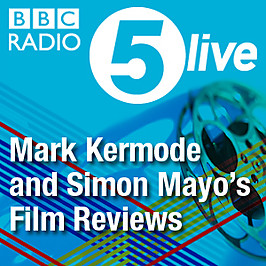 BBC
RADIO
5 live
Mark Kermode
and Simon Mayo's
Film Reviews